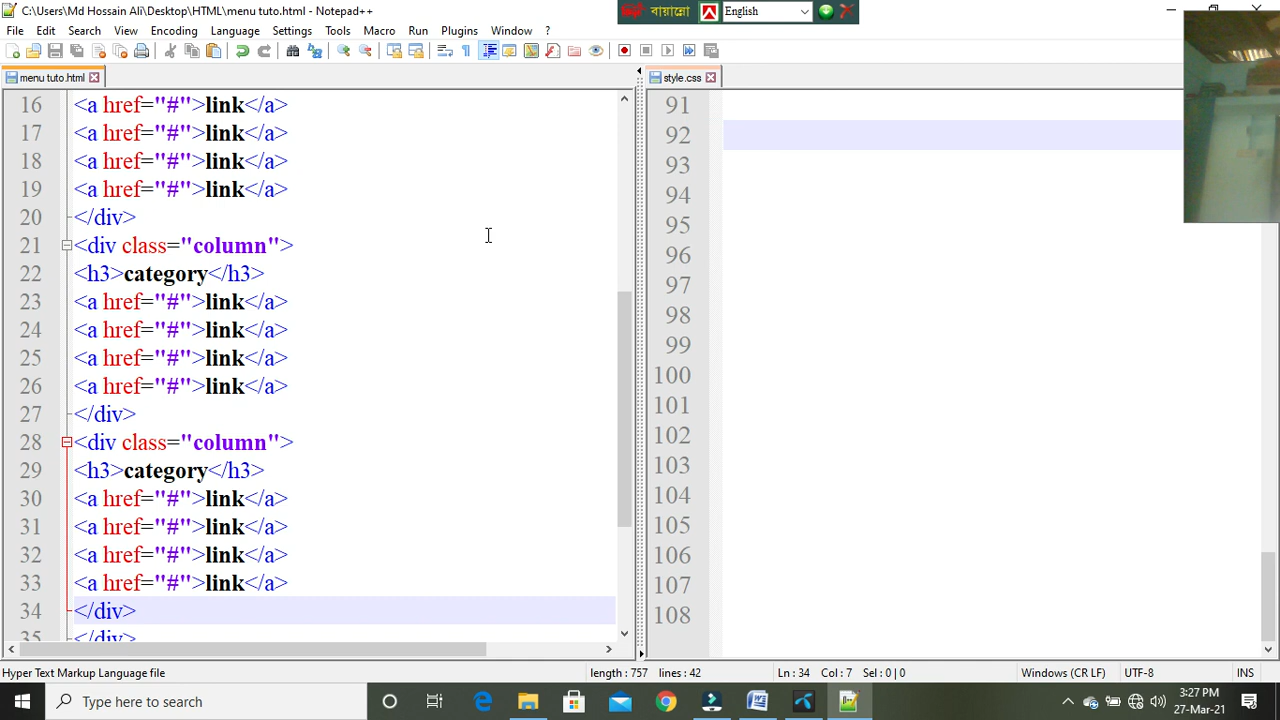 C:\Users\Md Hossain Ali\Desktop\HTML\menu tuto.html - Notepad++
বায়ান্নো English
File Edit Search View Encoding Language Settings Tools Macro Run Plugins Window ?
menu tuto.html
style.css
16 <a href="#">link</a>
17 <a href="#">link</a>
18 <a href="#">link</a>
19 <a href="#">link</a>
20 </div>
21 <div class="column">
22 <h3>category</h3>
23 <a href="#">link</a>
24 <a href="#">link</a>
25 <a href="#">link</a>
26 <a href="#">link</a>
27 </div>
28 <div class="column">
29 <h3>category</h3>
30 <a href="#">link</a>
31 <a href="#">link</a>
32 <a href="#">link</a>
33 <a href="#">link</a>
34 </div>
35 </div>
91
92
93
94
95
96
97
98
99
100
101
102
103
104
105
106
107
108
Hyper Text Markup Language file length : 757 lines : 42 Ln : 34 Col : 7 Sel : 0 | 0 Windows (CR LF) UTF-8 INS
Type here to search
3:27 PM
27-Mar-21